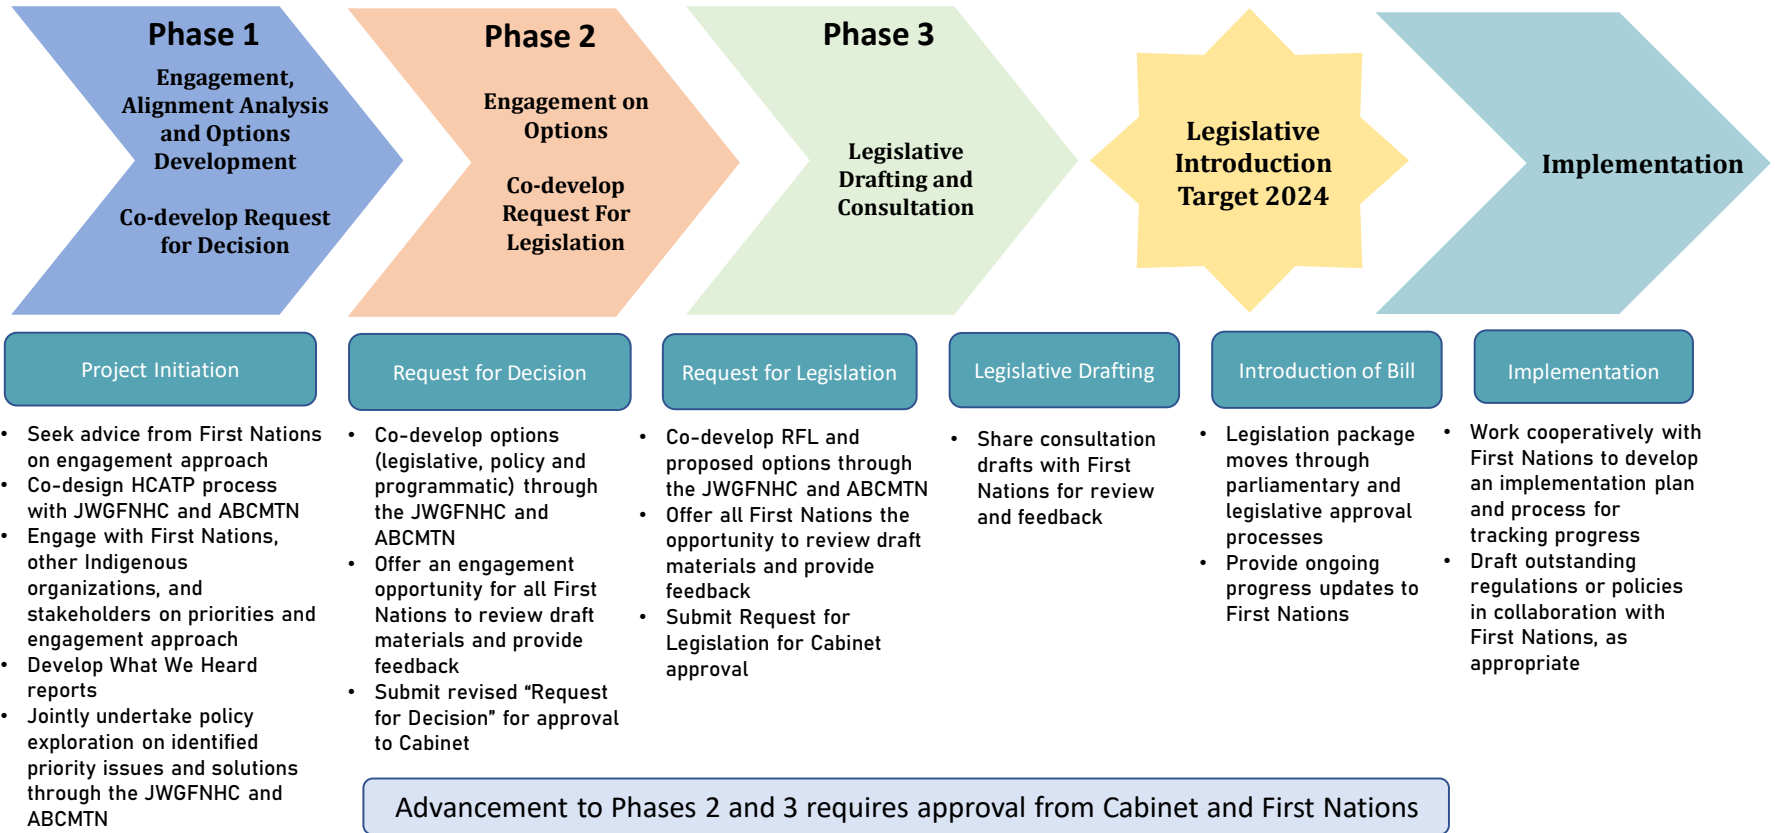 Phase 1
Engagement,
Alignment Analysis
and Options
Development
Co-develop Request
for Decision
Phase 2
Engagement on
Options
Co-develop
Request For
Legislation
Phase 3
Legislative
Drafting and
Consultation
Legislative
Introduction
Target 2024
Implementation
Project Initiation
• Seek advice from First Nations
on engagement approach
• Co-design HCATP process
with JWGFNHC and ABCMTN
• Engage with First Nations,
other Indigenous
organizations, and
stakeholders on priorities and
engagement approach
• Develop What We Heard
reports
• Jointly undertake policy
exploration on identified
priority issues and solutions
through the JWGFNHC and
ABCMTN
Request for Decision
• Co-develop options
(legislative, policy and
programmatic) through
the JWGFNHC and
ABCMTN
• Offer an engagement
opportunity for all First
Nations to review draft
materials and provide
feedback
• Submit revised “Request
for Decision” for approval
to Cabinet
Request for Legislation
• Co-develop RFL and
proposed options through
the JWGFNHC and ABCMTN
• Offer all First Nations the
opportunity to review draft
materials and provide
feedback
• Submit Request for
Legislation for Cabinet
approval
Legislative Drafting
• Share consultation
drafts with First
Nations for review
and feedback
Introduction of Bill
• Legislation package
moves through
parliamentary and
legislative approval
processes
• Provide ongoing
progress updates to
First Nations
Implementation
• Work cooperatively with
First Nations to develop
an implementation plan
and process for
tracking progress
• Draft outstanding
regulations or policies
in collaboration with
First Nations, as
appropriate
Advancement to Phases 2 and 3 requires approval from Cabinet and First Nations